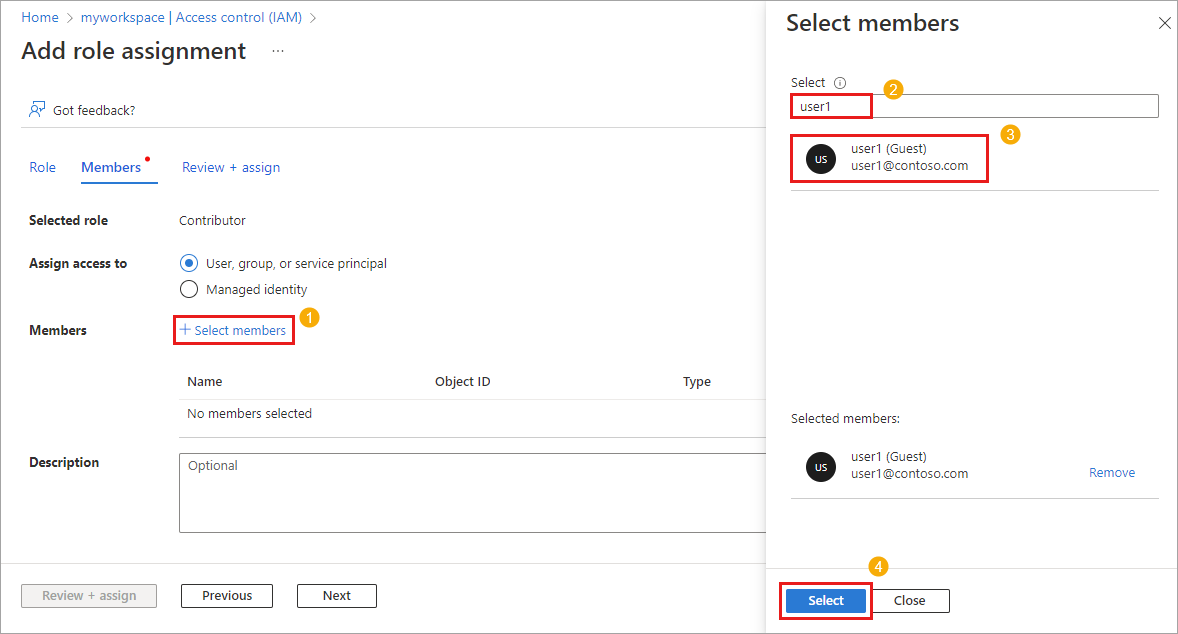 Home > myworkspace | Access control (IAM) >
Add role assignment ...
Got feedback?
Role Members Review + assign
Selected role Contributor
Assign access to User, group, or service principal
Managed identity
Members + Select members 1
Name Object ID Type
No members selected
Description Optional
Review + assign Previous Next
Select members
Select
2
user1
3
US user1 (Guest)
user1@contoso.com
Selected members:
US user1 (Guest)
user1@contoso.com Remove
4
Select Close